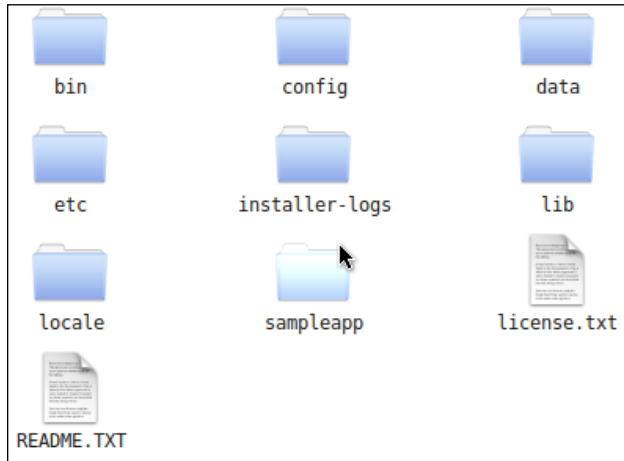 bin
config
data
etc
installer-logs
lib
locale
sampleapp
license.txt
README.TXT